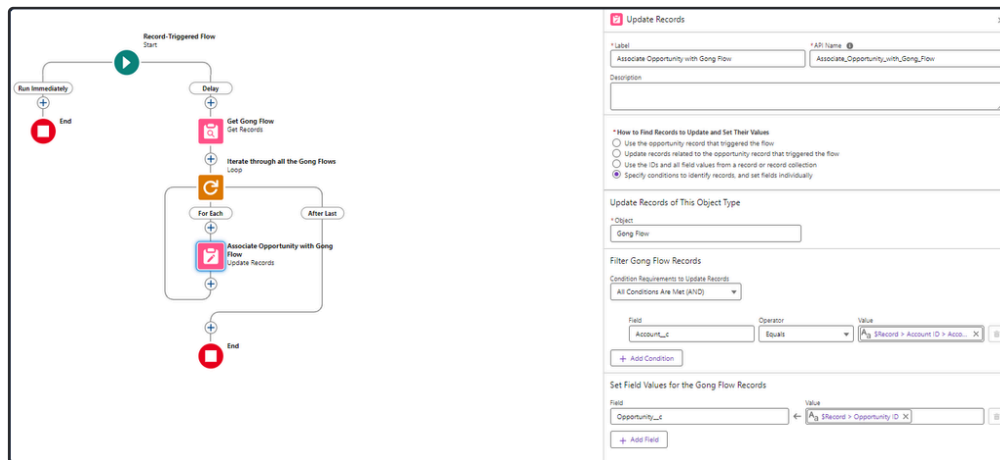 Record-Triggered Flow
Start
Run Immediately
Delay
End
Get Gong Flow
Get Records
Iterate through all the Gong Flows
Loop
For Each
After Last
Associate Opportunity with Gong
Flow
Update Records
End
Update Records
* Label
* API Name
Associate Opportunity with Gong Flow
Associate_Opportunity_with_Gong_Flow
Description
* How to Find Records to Update and Set Their Values
Use the opportunity record that triggered the flow
Update records related to the opportunity record that triggered the flow
Use the IDs and all field values from a record or record collection
Specify conditions to identify records, and set fields individually
Update Records of This Object Type
* Object
Gong Flow
Filter Gong Flow Records
Condition Requirements to Update Records
All Conditions Are Met (AND)
Field Operator Value
Account__c Equals Aa $Record > Account ID > Acco... ×
+ Add Condition
Set Field Values for the Gong Flow Records
Field Value
Opportunity__c ← Aa $Record > Opportunity ID ×
+ Add Field